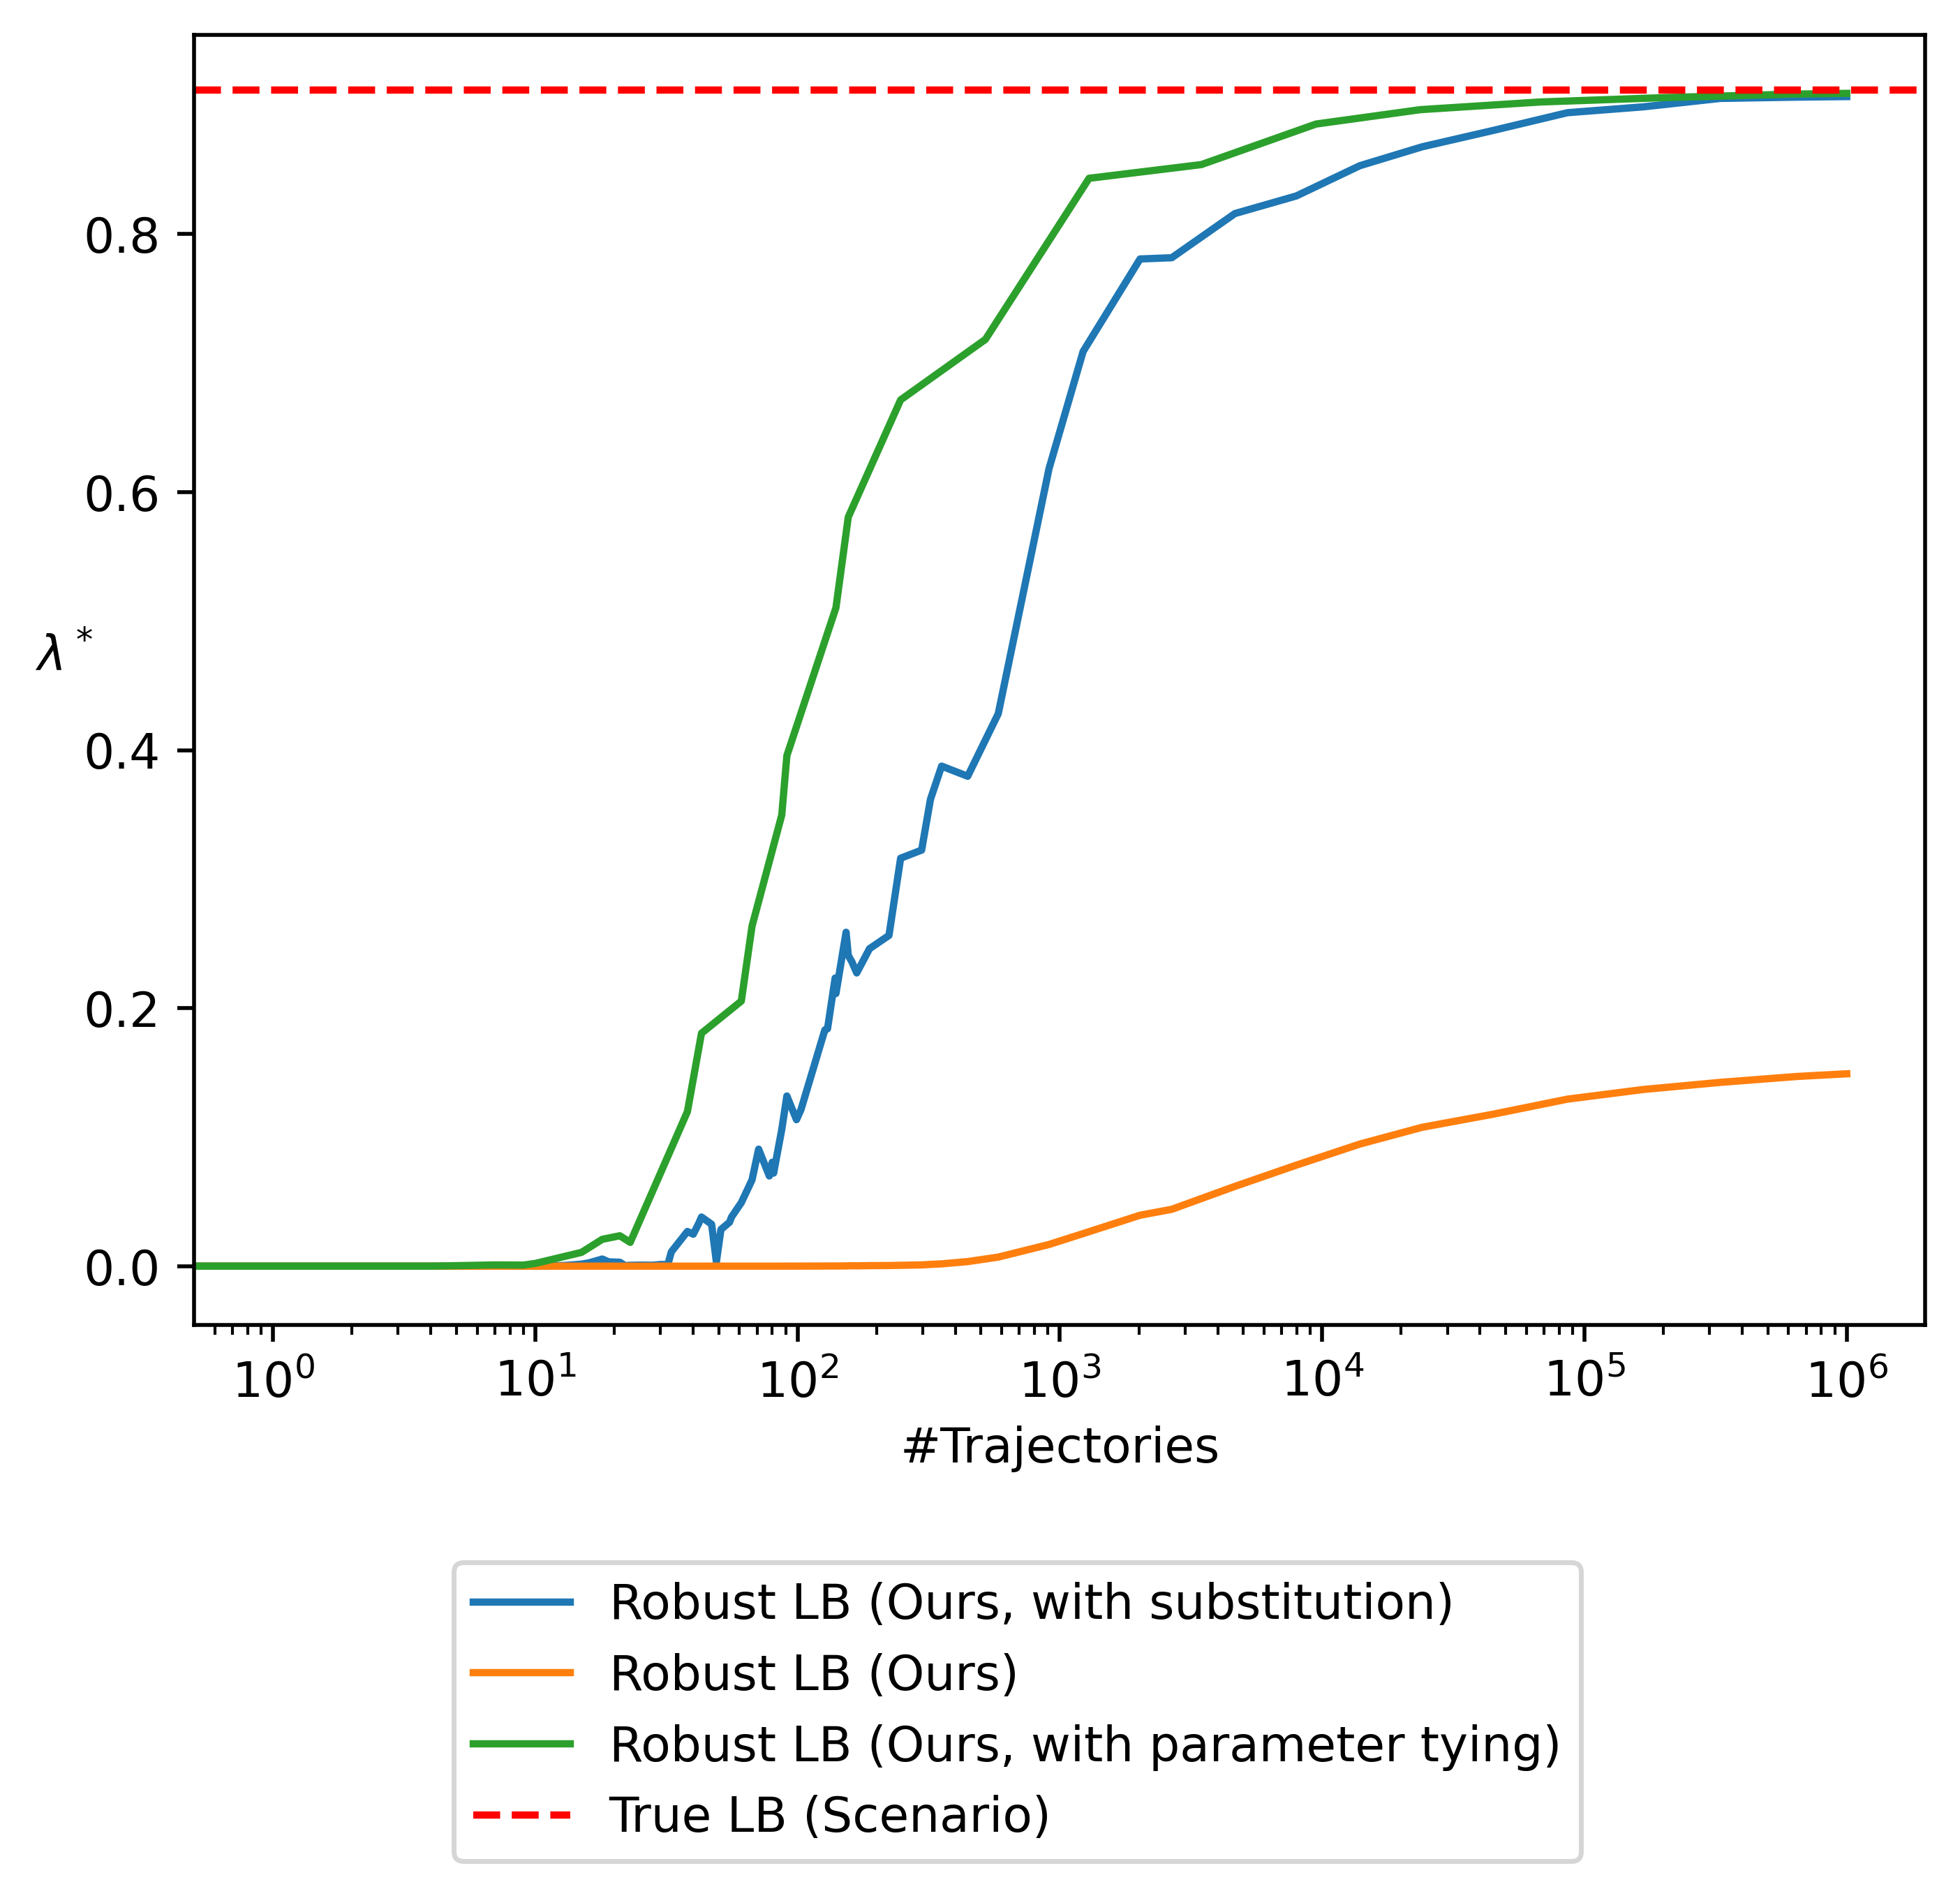 0.8
0.6
λ*
0.4
0.2
0.0
10⁰ 10¹ 10² 10³ 10⁴ 10⁵ 10⁶
#Trajectories
Robust LB (Ours, with substitution)
Robust LB (Ours)
Robust LB (Ours, with parameter tying)
True LB (Scenario)